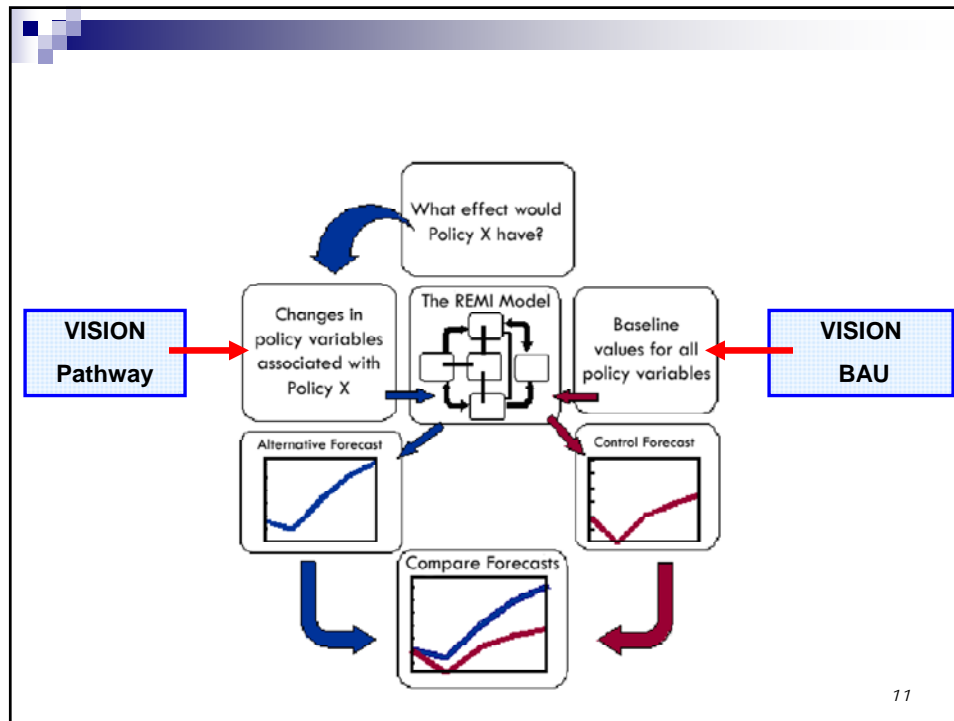 What effect would
Policy X have?
VISION
Pathway
Changes in
policy variables
associated with
Policy X
The REMI Model
Baseline
values for all
policy variables
VISION
BAU
Alternative Forecast
Control Forecast
Compare Forecasts
11